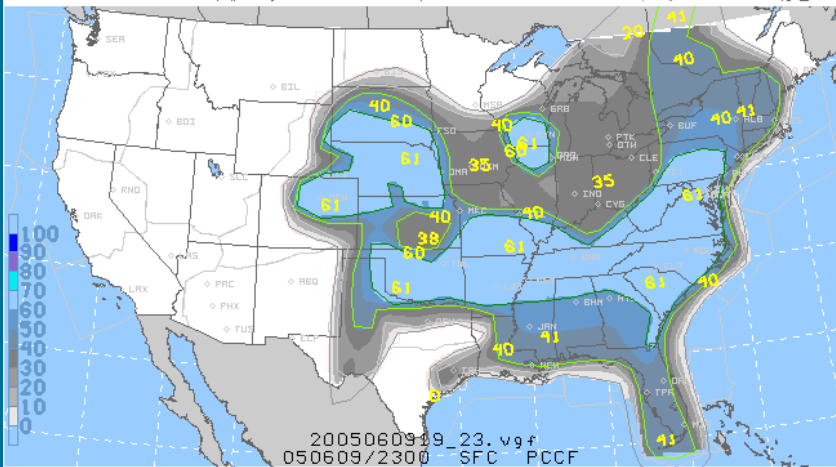 41
20
SEA
40
BIL
MSP
40
GRB
BOI
60
40
41
FSD
40
BUF
ALB
61
PTK
DTW
60
61
35
CLE
SLC
RNO
35
IND
61
CVG
61
40
40
OAK
MKC
100
90
80
70
60
50
40
30
20
10
0
38
61
LAS
60
61
LAX
PRC
ABQ
61
40
PHX
BHM
TUS
JAN
41
40
0
TPA
41
2005060919_23.vgf
050609/2300 SFC PCCF